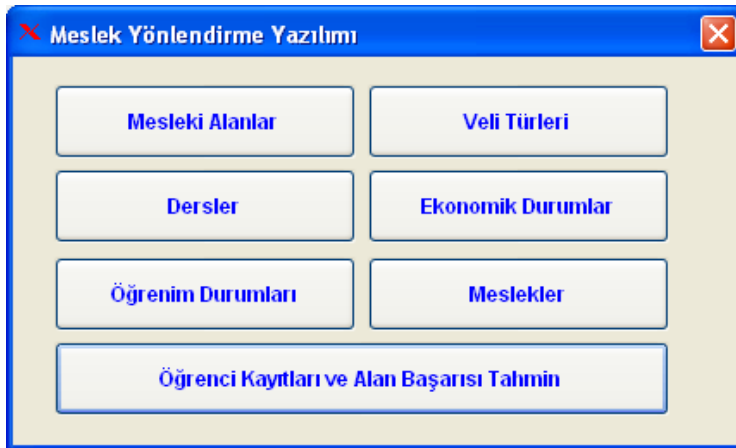 Meslek Yönlendirme Yazılımı
Mesleki Alanlar
Veli Türleri
Dersler
Ekonomik Durumlar
Öğrenim Durumları
Meslekler
Öğrenci Kayıtları ve Alan Başarısı Tahmin